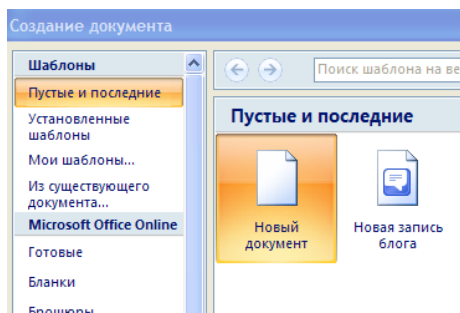 Создание документа
Шаблоны
Пустые и последние
Установленные
шаблоны
Мои шаблоны...
Из существующего
документа...
Microsoft Office Online
Готовые
Бланки
Брошюры
Поиск шаблона на ве
Пустые и последние
Новый
документ
Новая запись
блога